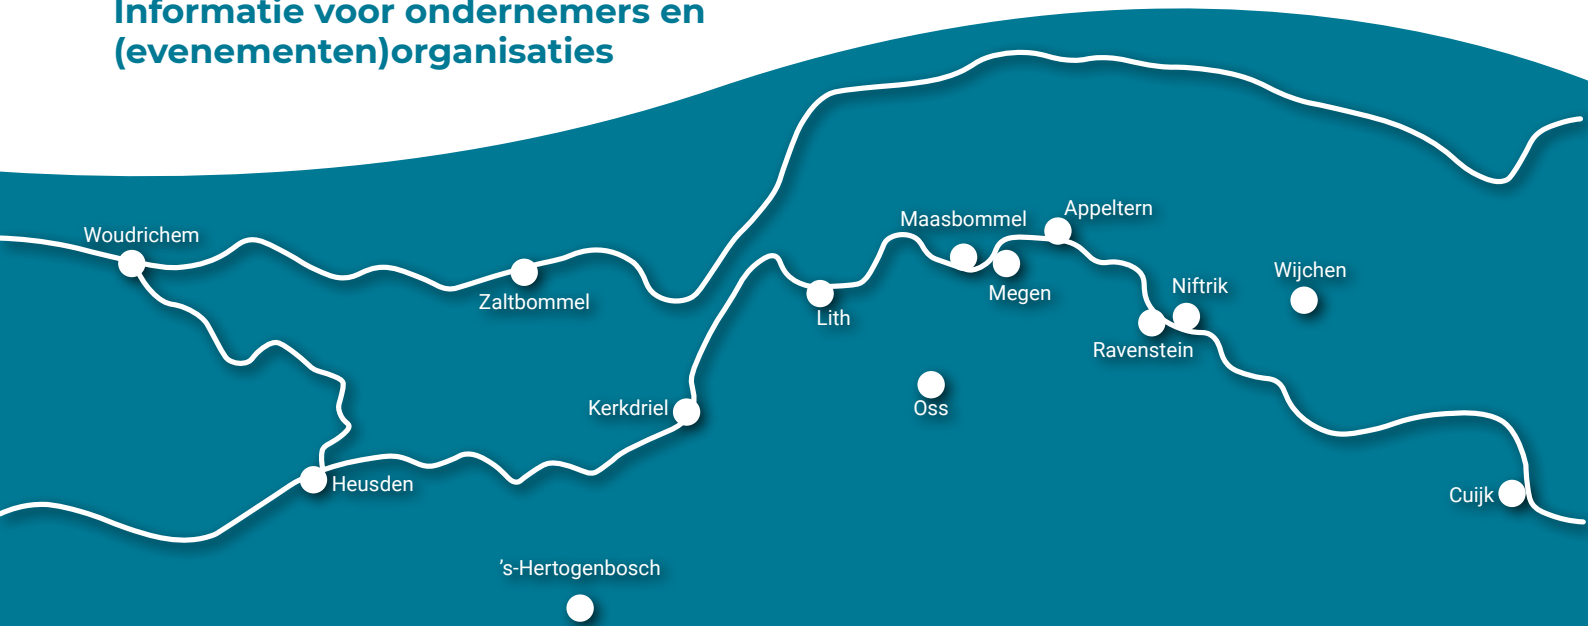 Informatie voor ondernemers en
(evenementen)organisaties
Appeltern
Maasbommel
Woudrichem
Wijchen
Niftrik
Megen
Zaltbommel
Lith
Ravenstein
Kerkdriel
Oss
Heusden
Cuijk
's-Hertogenbosch